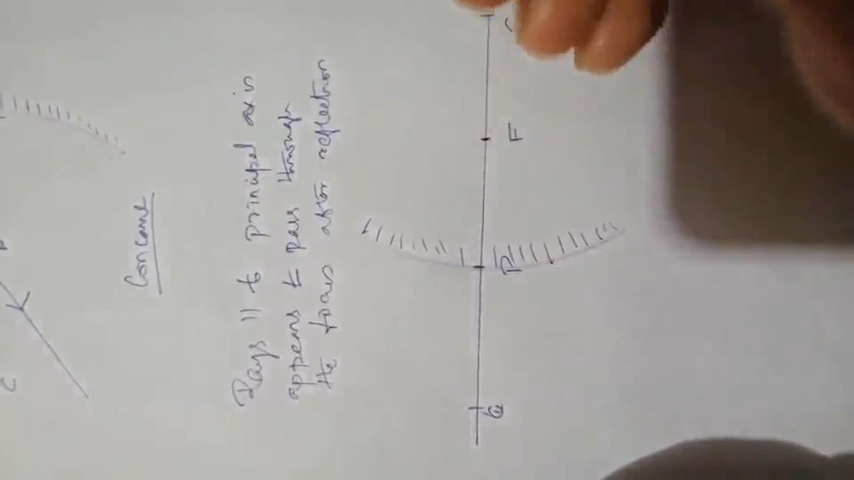 Concave
Rays || to principal axis
appears to pass through
the focus after reflection
C
F
P
Q
C